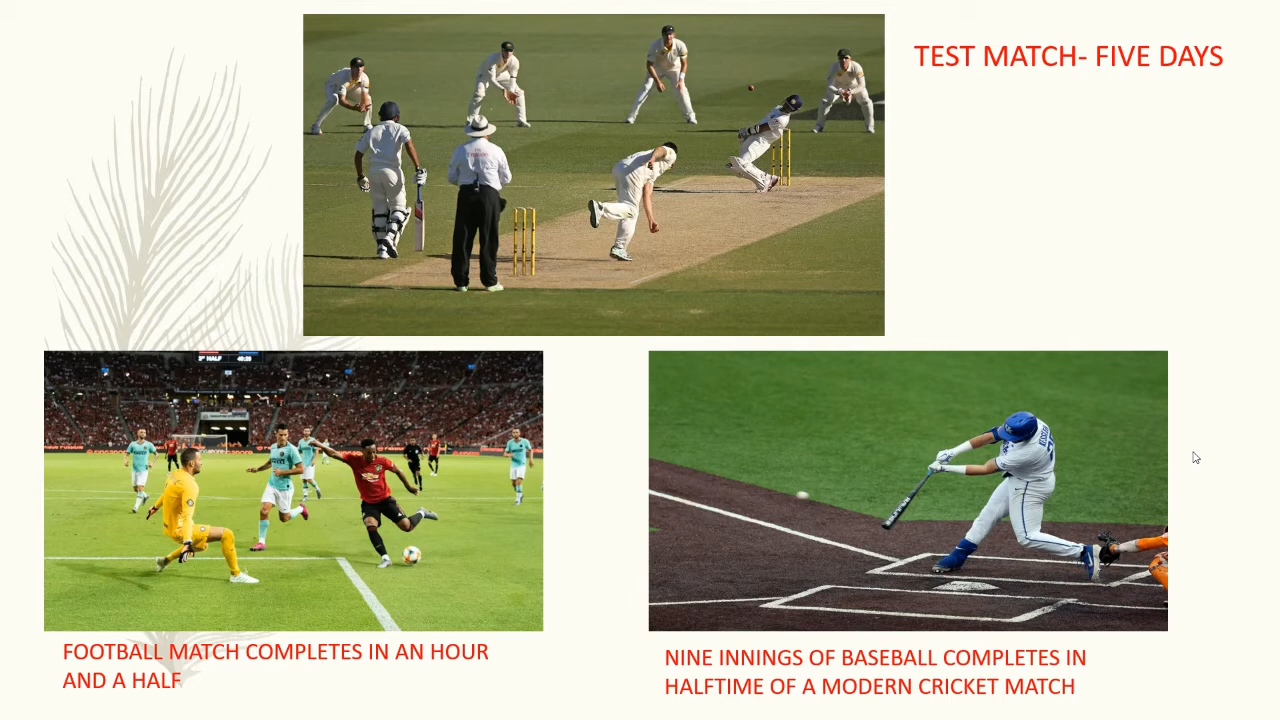 TEST MATCH- FIVE DAYS
FOOTBALL MATCH COMPLETES IN AN HOUR
AND A HALF
NINE INNINGS OF BASEBALL COMPLETES IN
HALFTIME OF A MODERN CRICKET MATCH